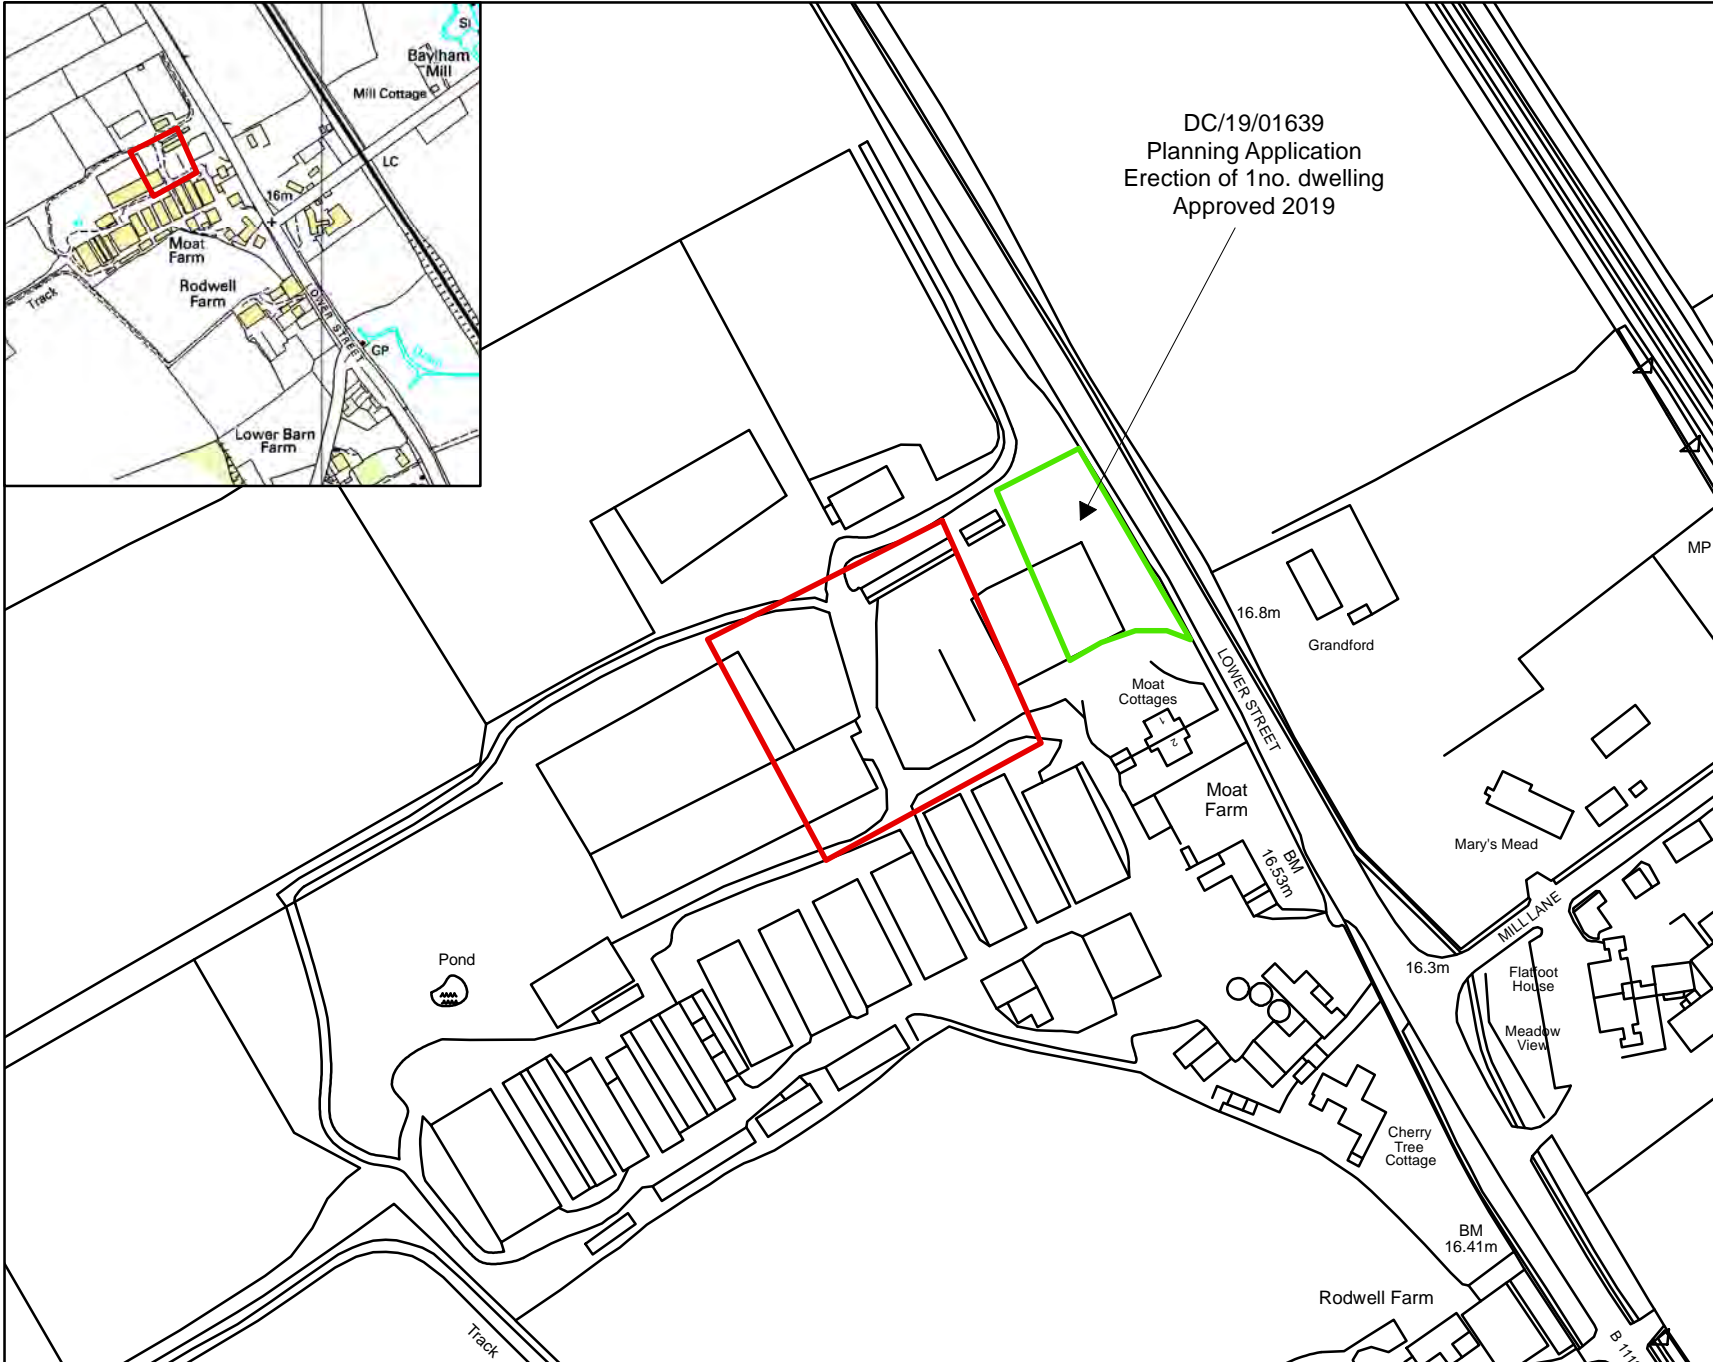 Baylham
Mill
Mill Cottage
LC
16m
Moat
Farm
Rodwell
Farm
Track
GP
Lower Barn
Farm
DC/19/01639
Planning Application
Erection of 1no. dwelling
Approved 2019
MP
16.8m
Grandford
LOWER STREET
Moat
Cottages
1
2
Moat
Farm
BM
16.53m
Mary's Mead
MILL LANE
16.3m
Flatfoot
House
Meadow
View
Pond
Cherry
Tree
Cottage
BM
16.41m
Rodwell Farm
Track